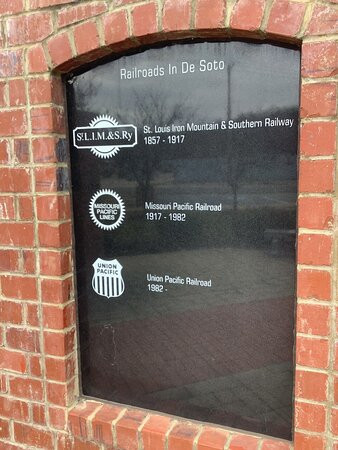 Railroads In De Soto
St. L.I.M.&S.Ry
St. Louis Iron Mountain & Southern Railway
1857 - 1917
MISSOURI
PACIFIC
LINES
Missouri Pacific Railroad
1917 - 1982
UNION
PACIFIC
Union Pacific Railroad
1982 -